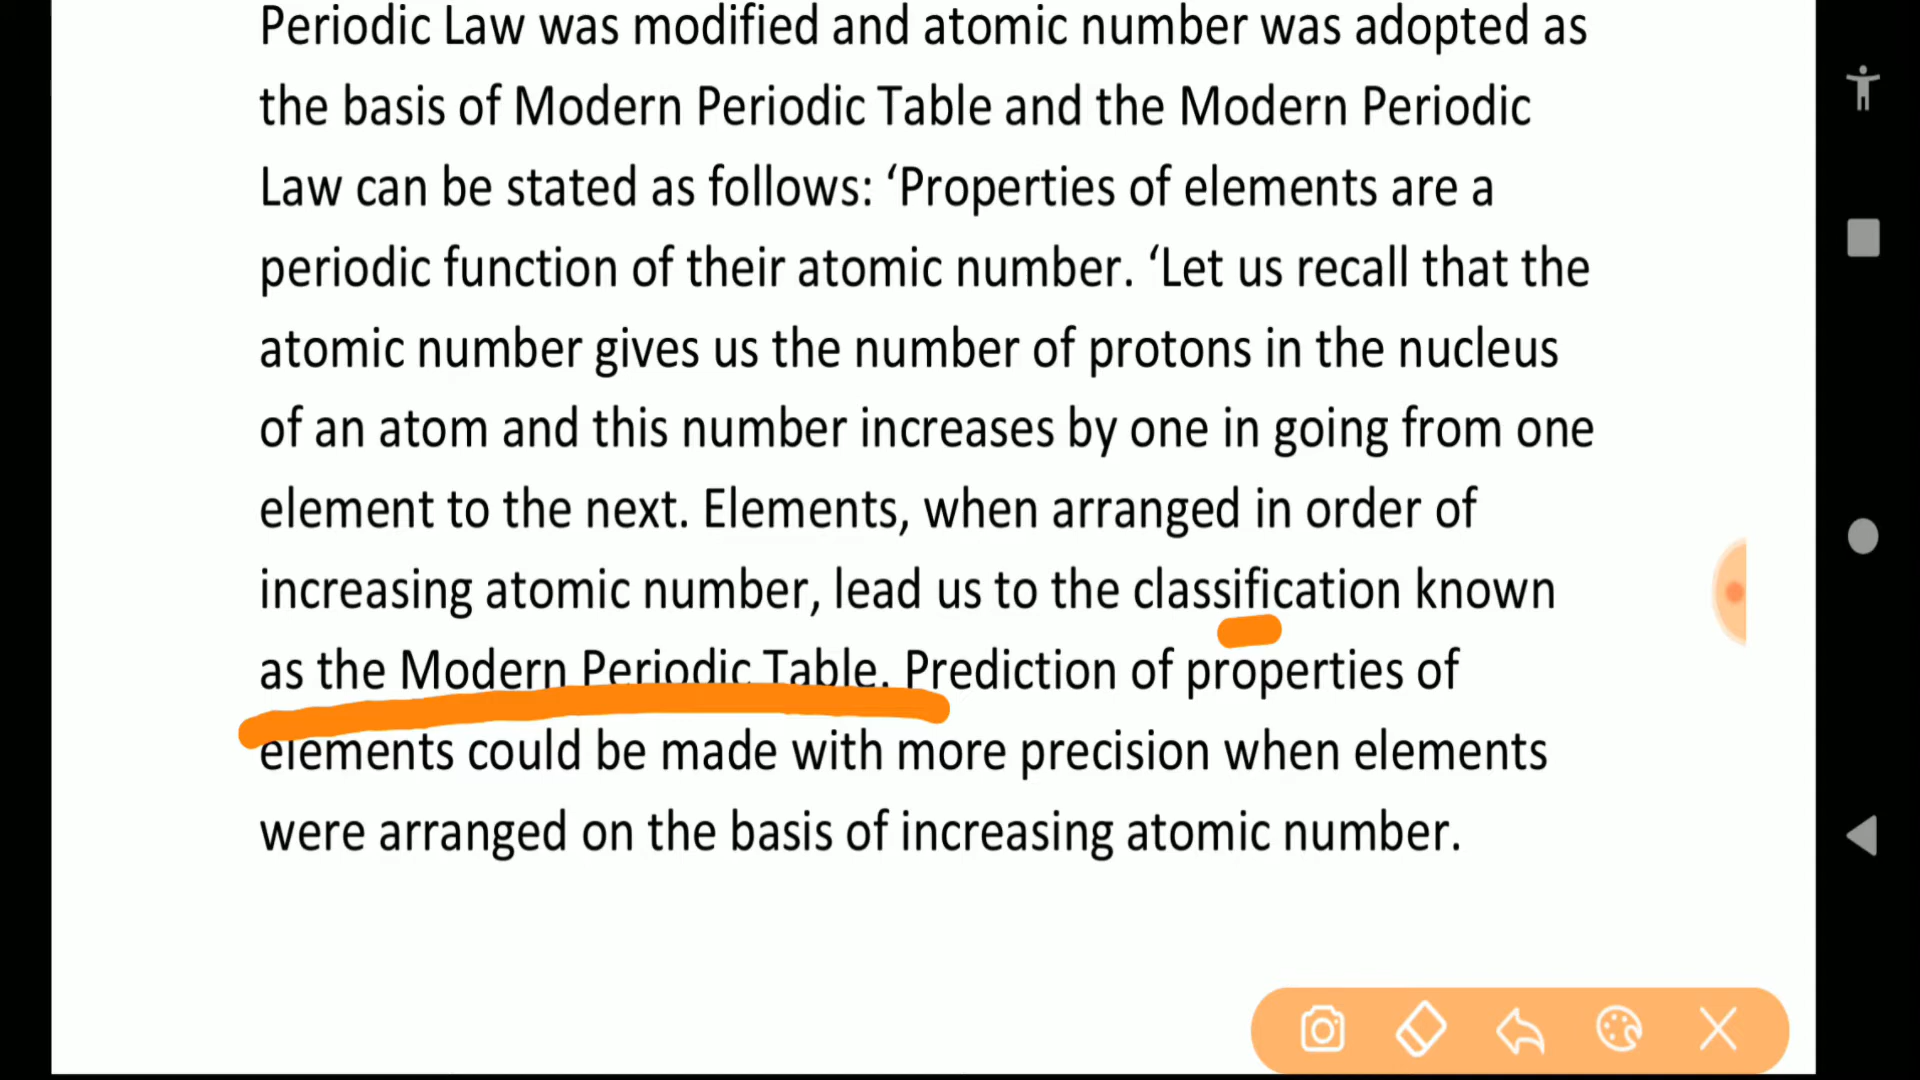 Periodic Law was modified and atomic number was adopted as
the basis of Modern Periodic Table and the Modern Periodic
Law can be stated as follows: ‘Properties of elements are a
periodic function of their atomic number. ‘Let us recall that the
atomic number gives us the number of protons in the nucleus
of an atom and this number increases by one in going from one
element to the next. Elements, when arranged in order of
increasing atomic number, lead us to the classification known
as the Modern Periodic Table. Prediction of properties of
elements could be made with more precision when elements
were arranged on the basis of increasing atomic number.